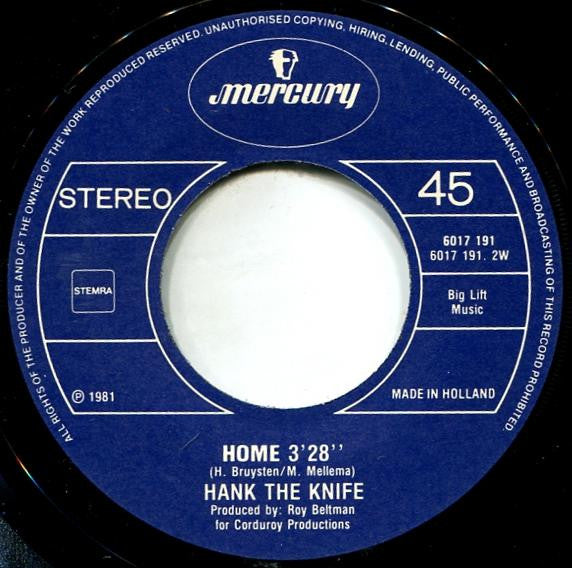 ALL RIGHTS OF THE PRODUCER AND OF THE OWNER OF THE WORK REPRODUCED RESERVED. UNAUTHORISED COPYING, HIRING, LENDING, PUBLIC PERFORMANCE AND BROADCASTING OF THIS RECORD PROHIBITED.
mercury
STEREO
45
6017 191
6017 191. 2W
STEMRA
Big Lift
Music
℗ 1981
MADE IN HOLLAND
HOME 3'28''
(H. Bruysten/M. Mellema)
HANK THE KNIFE
Produced by: Roy Beltman
for Corduroy Productions